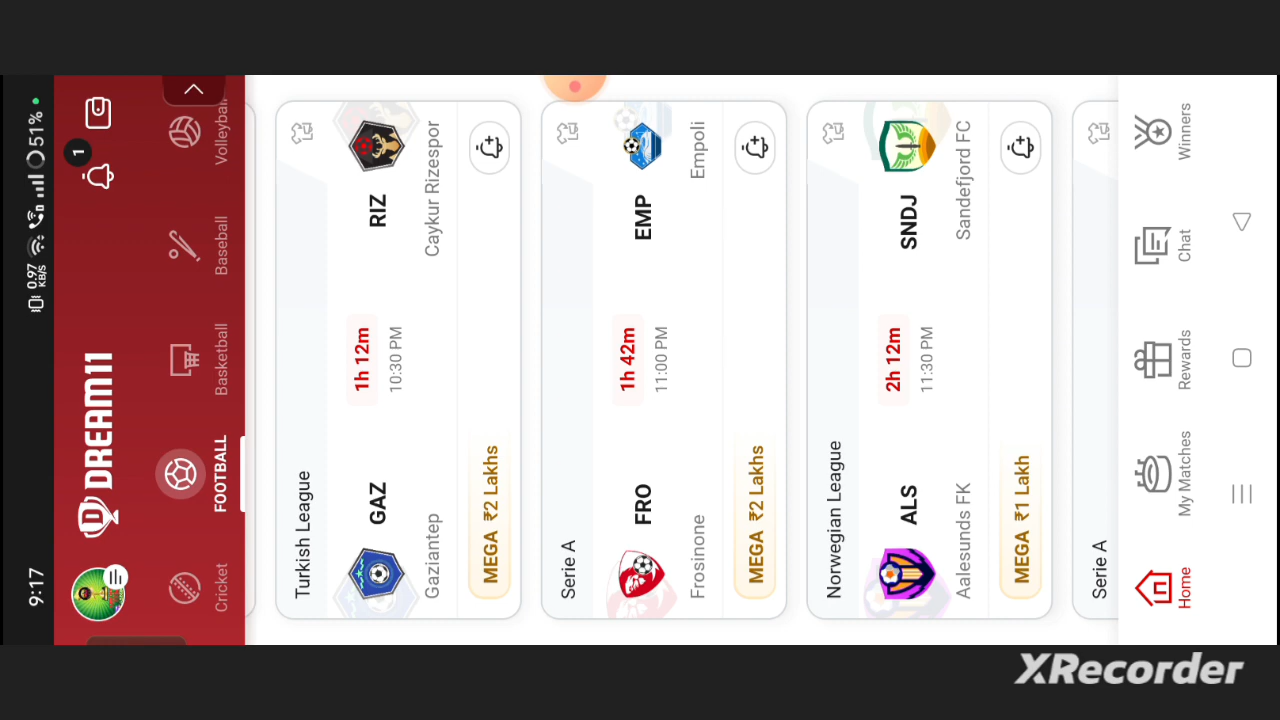 9:17
0.97
KB/S
51%
DREAM11
1
Cricket
FOOTBALL
Basketball
Baseball
Turkish League
GAZ
1h 12m
RIZ
Gaziantep
10:30 PM
Caykur Rizespor
MEGA ₹2 Lakhs
Serie A
FRO
1h 42m
EMP
Frosinone
11:00 PM
Empoli
MEGA ₹2 Lakhs
Norwegian League
ALS
2h 12m
SNDJ
Aalesunds FK
11:30 PM
Sandefjord FC
MEGA ₹1 Lakh
Serie A
Home
My Matches
Rewards
Chat
Winners
XRecorder